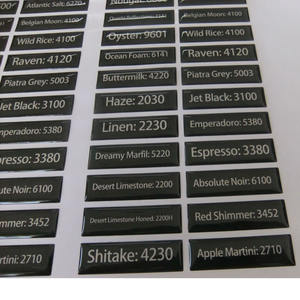 Atlantic Salt: 6270
Nougat: 6600
Belgian Moon: 4100
Belgian Moon: 4100
Wild Rice: 4100
Oyster: 9601
Wild Rice: 4100
Raven: 4120
Ocean Foam: 6141
Raven: 4120
Piatra Grey: 5003
Buttermilk: 4220
Piatra Grey: 5003
Jet Black: 3100
Haze: 2030
Jet Black: 3100
Emperadoro: 5380
Linen: 2230
Emperadoro: 5380
Espresso: 3380
Dreamy Marfil: 5220
Espresso: 3380
Absolute Noir: 6100
Desert Limestone: 2200
Absolute Noir: 6100
mmer: 3452
Desert Limestone Honed: 2200H
Red Shimmer: 3452
Martini: 2710
Shitake: 4230
Apple Martini: 2710